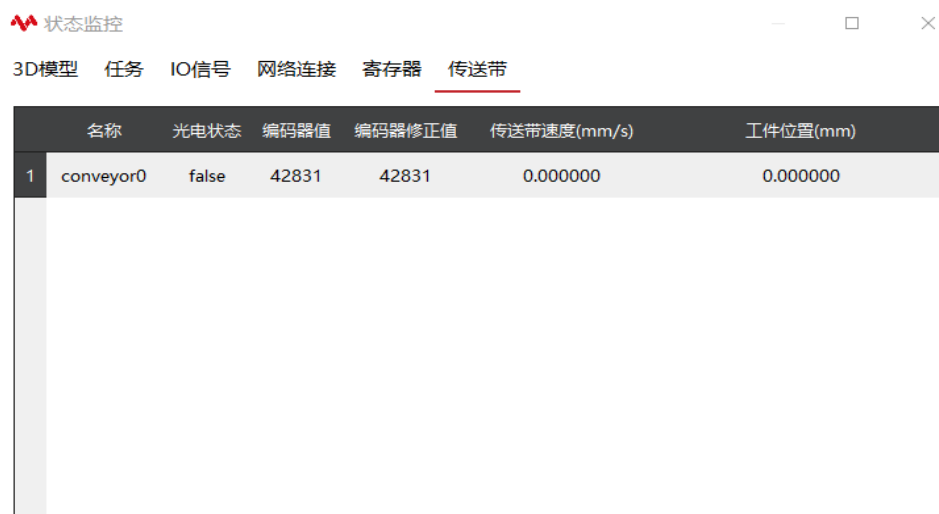 状态监控
3D模型 任务 IO信号 网络连接 寄存器 传送带
名称 光电状态 编码器值 编码器修正值 传送带速度(mm/s) 工件位置(mm)
1 conveyor0 false 42831 42831 0.000000 0.000000